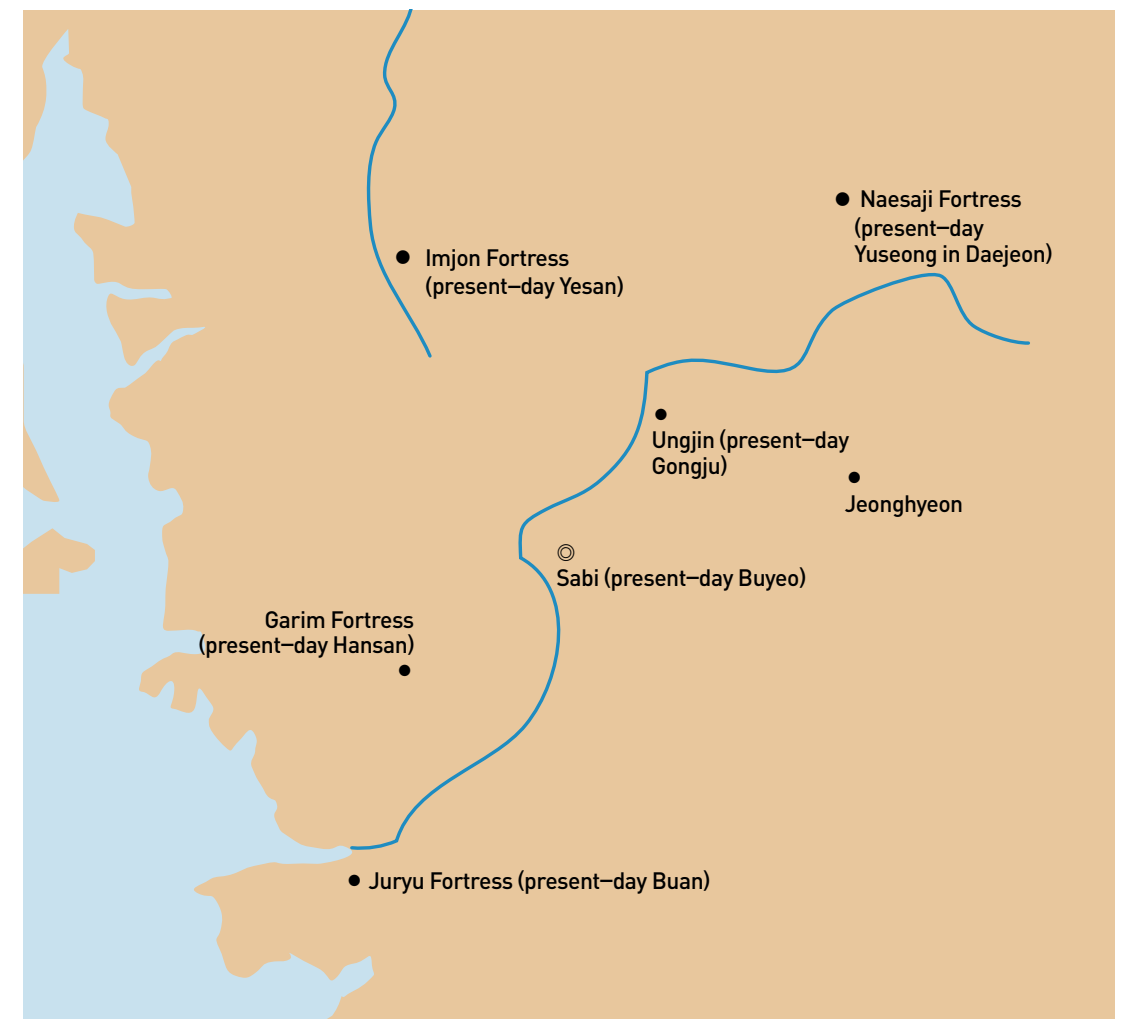 Naesaji Fortress
(present–day
Yuseong in Daejeon)
Imjon Fortress
(present–day Yesan)
Ungjin (present–day
Gongju)
Jeonghyeon
Sabi (present–day Buyeo)
Garim Fortress
(present–day Hansan)
Juryu Fortress (present–day Buan)